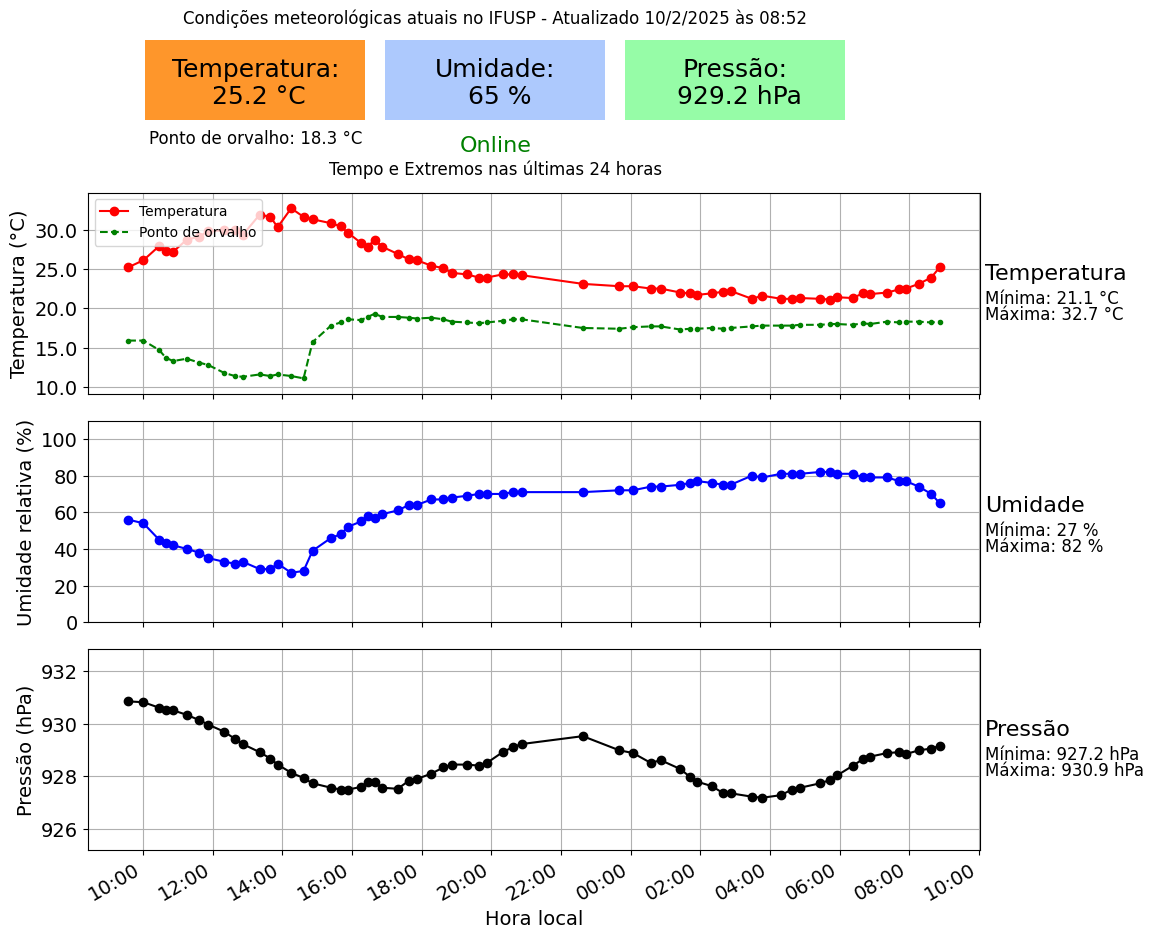 Condições meteorológicas atuais no IFUSP - Atualizado 10/2/2025 às 08:52
Temperatura:
25.2 °C
Umidade:
65 %
Pressão:
929.2 hPa
Ponto de orvalho: 18.3 °C
Online
Tempo e Extremos nas últimas 24 horas
Temperatura (°C)
30.0
25.0
20.0
15.0
10.0
Temperatura
Ponto de orvalho
Temperatura
Mínima: 21.1 °C
Máxima: 32.7 °C
Umidade relativa (%)
100
80
60
40
20
0
Umidade
Mínima: 27 %
Máxima: 82 %
Pressão (hPa)
932
930
928
926
Pressão
Mínima: 927.2 hPa
Máxima: 930.9 hPa
10:00
12:00
14:00
16:00
18:00
20:00
22:00
00:00
02:00
04:00
06:00
08:00
10:00
Hora local